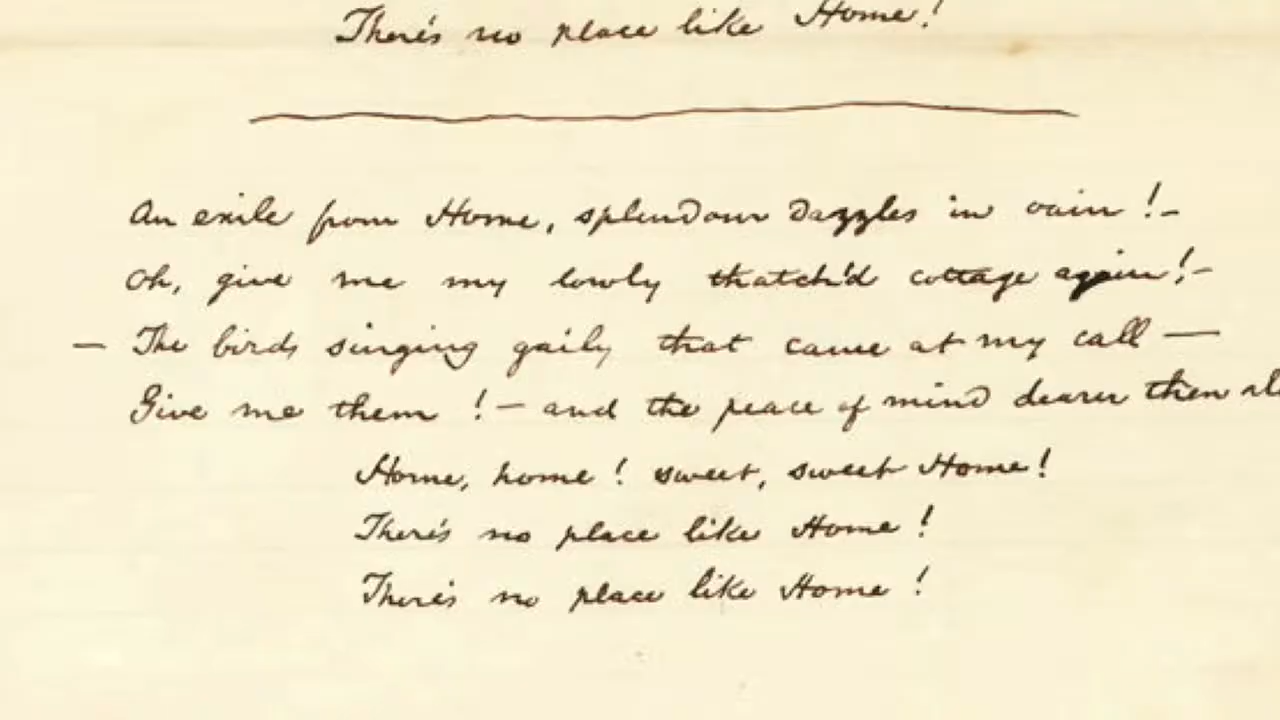 There's no place like Home!
An exile from Home, splendour dazzles in vain!—
Oh, give me my lowly thatch'd cottage again!—
— The birds singing gaily that came at my call —
Give me them!— and the peace of mind dearer then al
Home, home! sweet, sweet Home!
There's no place like Home!
There's no place like Home!